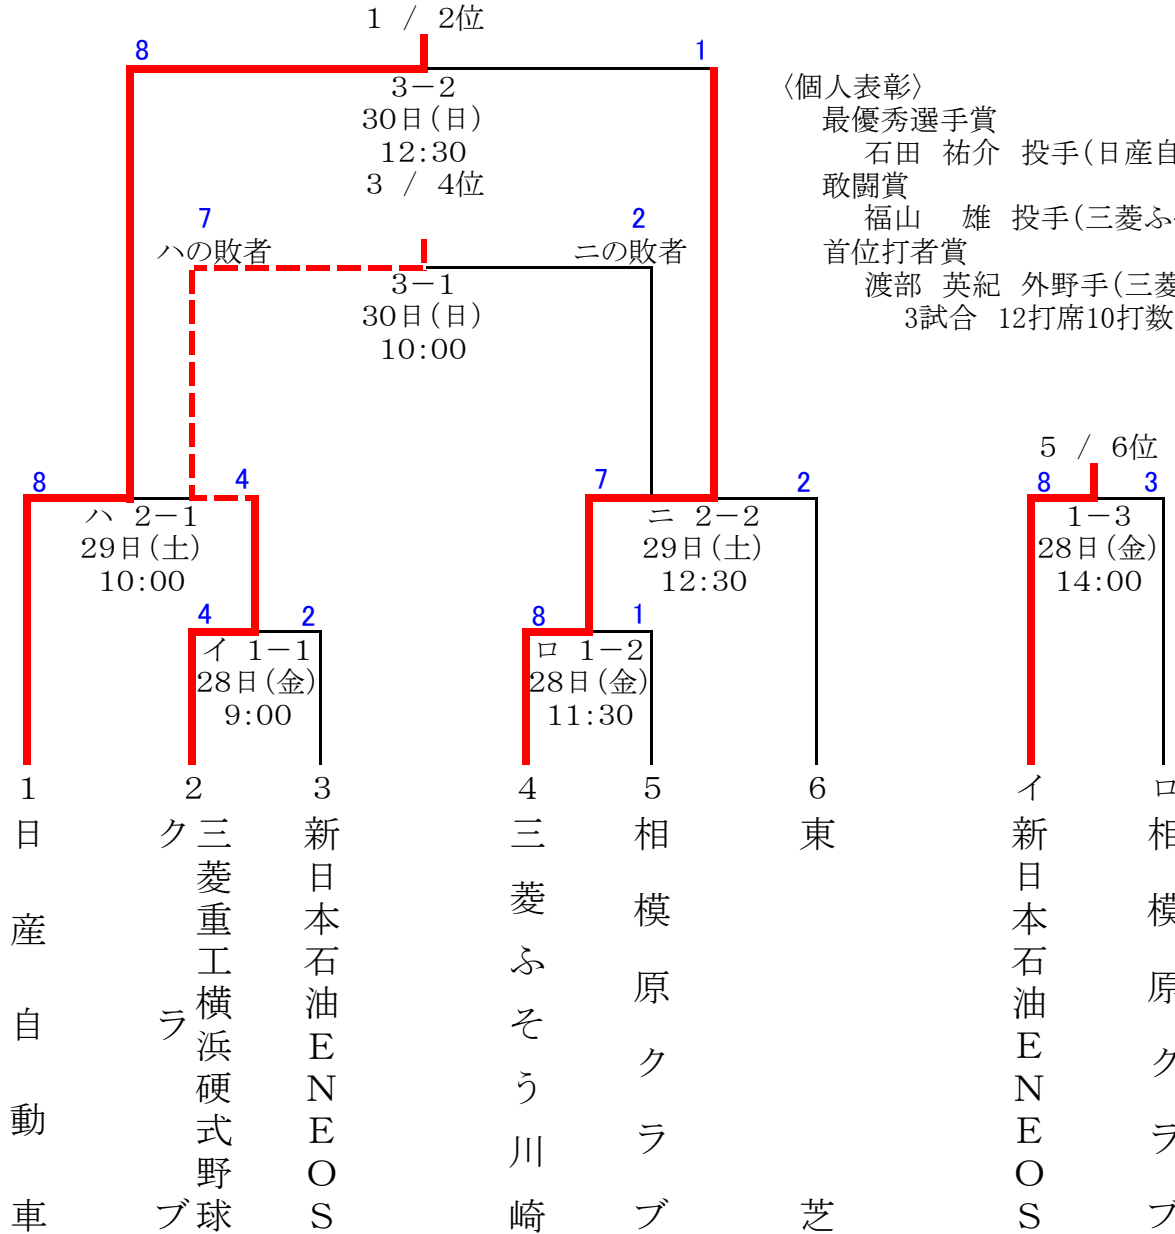 1 / 2位
8
1
3-2
30日(日)
12:30
3 / 4位
7
2
ハの敗者
ニの敗者
3-1
30日(日)
10:00
〈個人表彰〉
最優秀選手賞
石田 祐介 投手(日産自
敢闘賞
福山 雄 投手(三菱ふ
首位打者賞
渡部 英紀 外野手(三菱
3試合 12打席10打数
8
4
ハ 2-1
29日(土)
10:00
7
2
ニ 2-2
29日(土)
12:30
5 / 6位
8
3
1-3
28日(金)
14:00
4
2
イ 1-1
28日(金)
9:00
8
1
ロ 1-2
28日(金)
11:30
1
日産自動車
2
三菱重工横浜硬式野球
クラブ
3
新日本石油ENEOS
4
三菱ふそう川崎
5
相模原クラブ
6
東芝
イ
新日本石油ENEOS
ロ
相模原クラブ